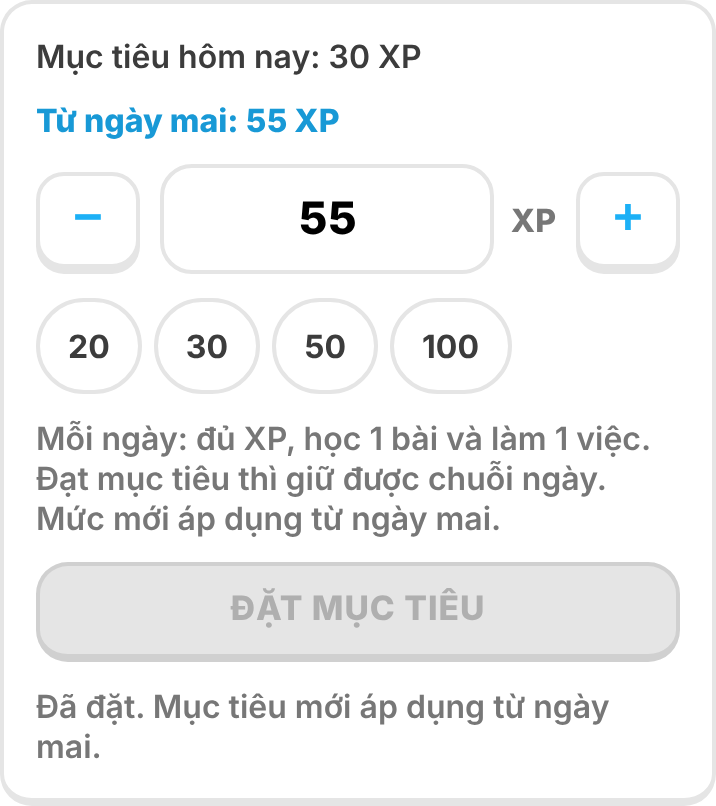 Mục tiêu hôm nay: 30 XP
Từ ngày mai: 55 XP
− 55 XP +
20 30 50 100
Mỗi ngày: đủ XP, học 1 bài và làm 1 việc.
Đạt mục tiêu thì giữ được chuỗi ngày.
Mức mới áp dụng từ ngày mai.
ĐẶT MỤC TIÊU
Đã đặt. Mục tiêu mới áp dụng từ ngày
mai.